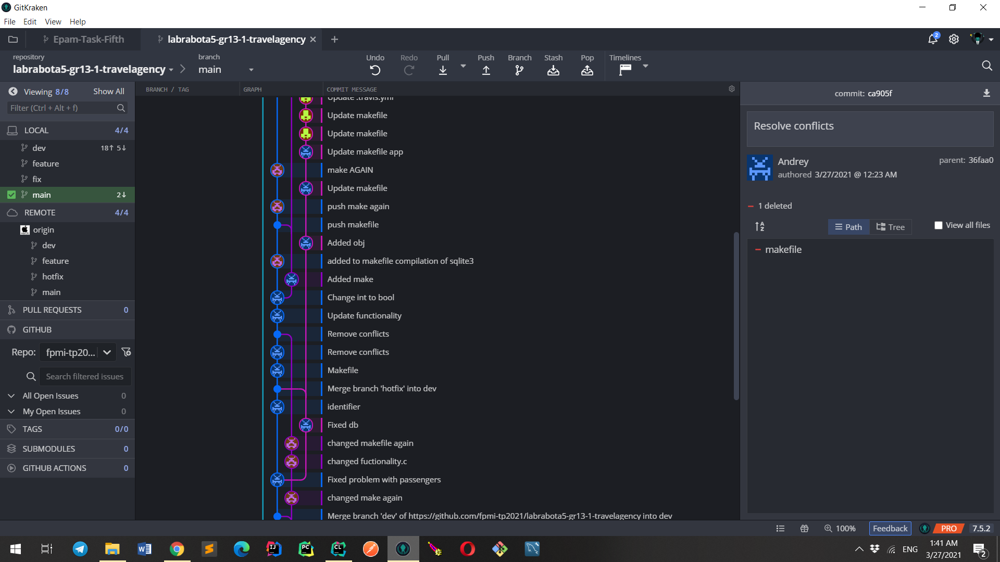 GitKraken
File Edit View Help
Epam-Task-Fifth
labrabota5-gr13-1-travelagency
2
repository
labrabota5-gr13-1-travelagency
branch
main
Undo
Redo
Pull
Push
Branch
Stash
Pop
Timelines
Viewing 8/8
Show All
Filter (Ctrl + Alt + f)
LOCAL 4/4
dev 18↑ 5↓
feature
fix
main 2↓
REMOTE 4/4
origin
dev
feature
hotfix
main
PULL REQUESTS 0
GITHUB
Repo: fpmi-tp20...
Search filtered issues
All Open Issues 0
My Open Issues 0
TAGS 0/0
SUBMODULES 0
GITHUB ACTIONS 0
BRANCH / TAG
GRAPH
COMMIT MESSAGE
Update .travis.yml
Update makefile
Update makefile
Update makefile app
make AGAIN
Update makefile
push make again
push makefile
Added obj
added to makefile compilation of sqlite3
Added make
Change int to bool
Update functionality
Remove conflicts
Remove conflicts
Makefile
Merge branch 'hotfix' into dev
identifier
Fixed db
changed makefile again
changed fuctionality.c
Fixed problem with passengers
changed make again
Merge branch 'dev' of https://github.com/fpmi-tp2021/labrabota5-gr13-1-travelagency into dev
commit: ca905f
Resolve conflicts
Andrey
authored 3/27/2021 @ 12:23 AM
parent: 36faa0
1 deleted
Path
Tree
View all files
makefile
100%
Feedback
PRO
7.5.2
ENG
1:41 AM
3/27/2021
2